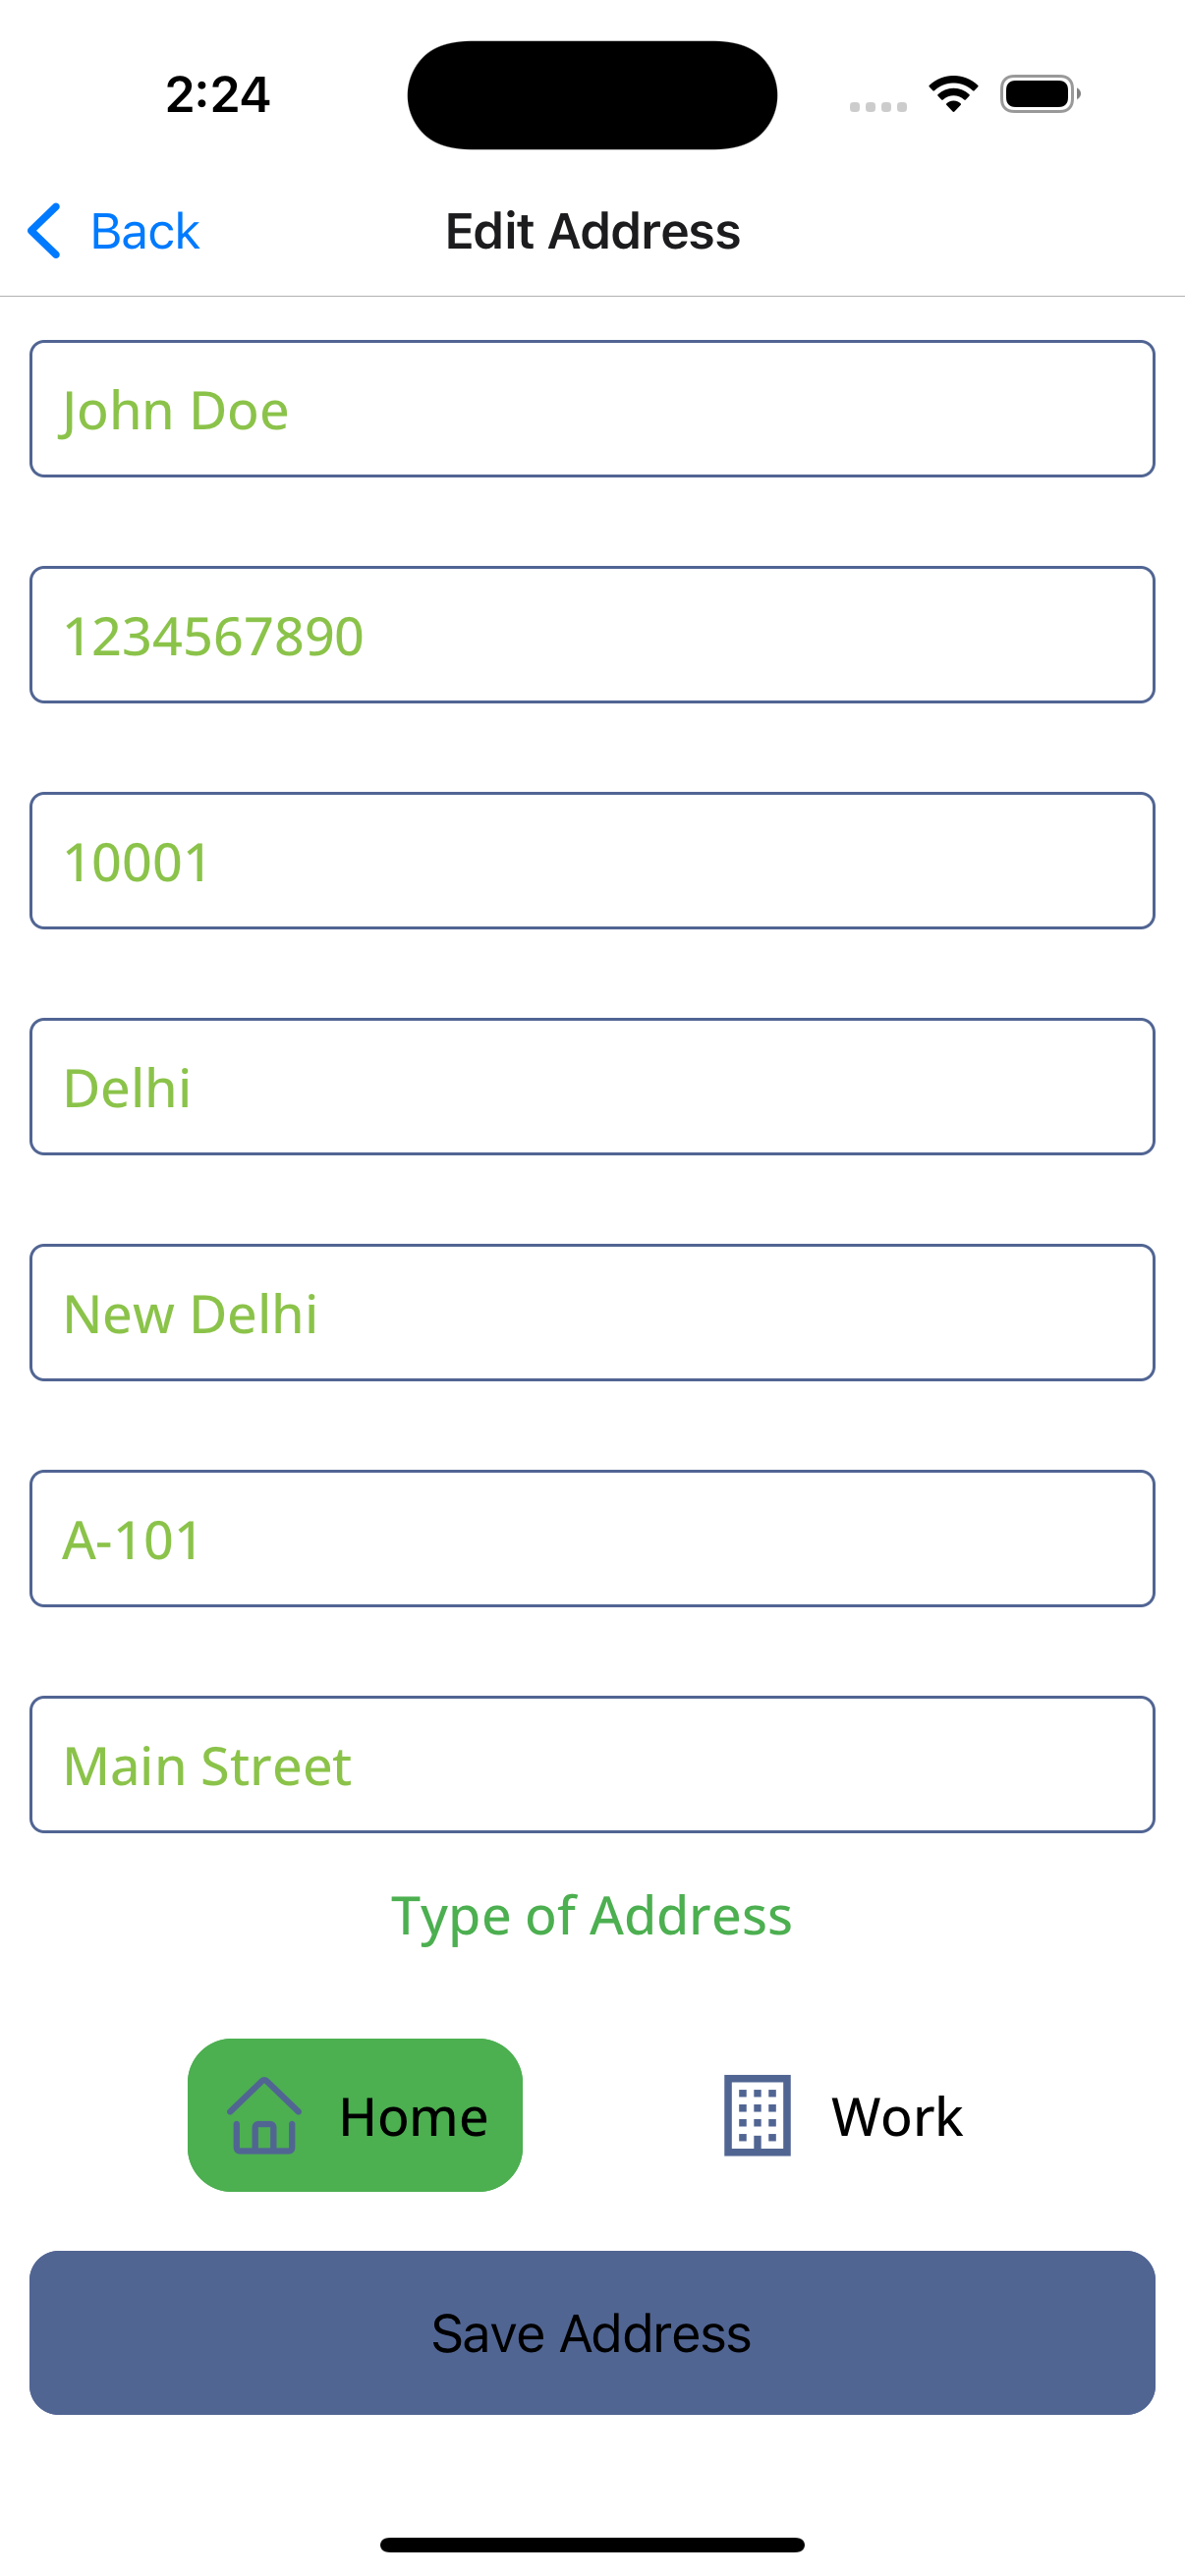 2:24
Back
Edit Address
John Doe
1234567890
10001
Delhi
New Delhi
A-101
Main Street
Type of Address
Home
Work
Save Address